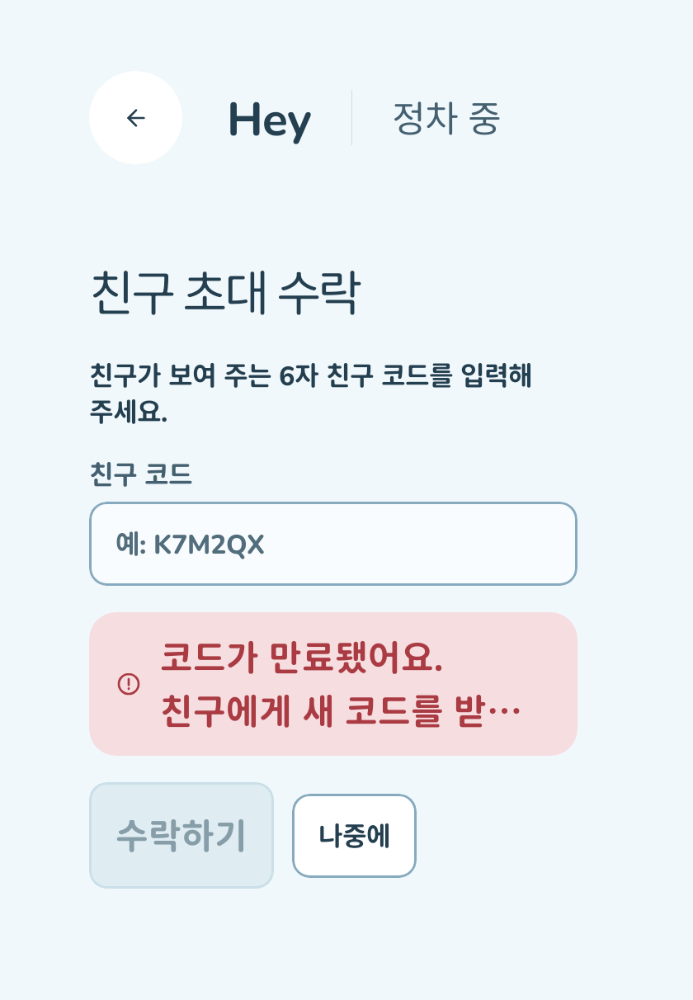 Hey
정차 중
친구 초대 수락
친구가 보여 주는 6자 친구 코드를 입력해
주세요.
친구 코드
예: K7M2QX
코드가 만료됐어요.
친구에게 새 코드를 받…
수락하기
나중에